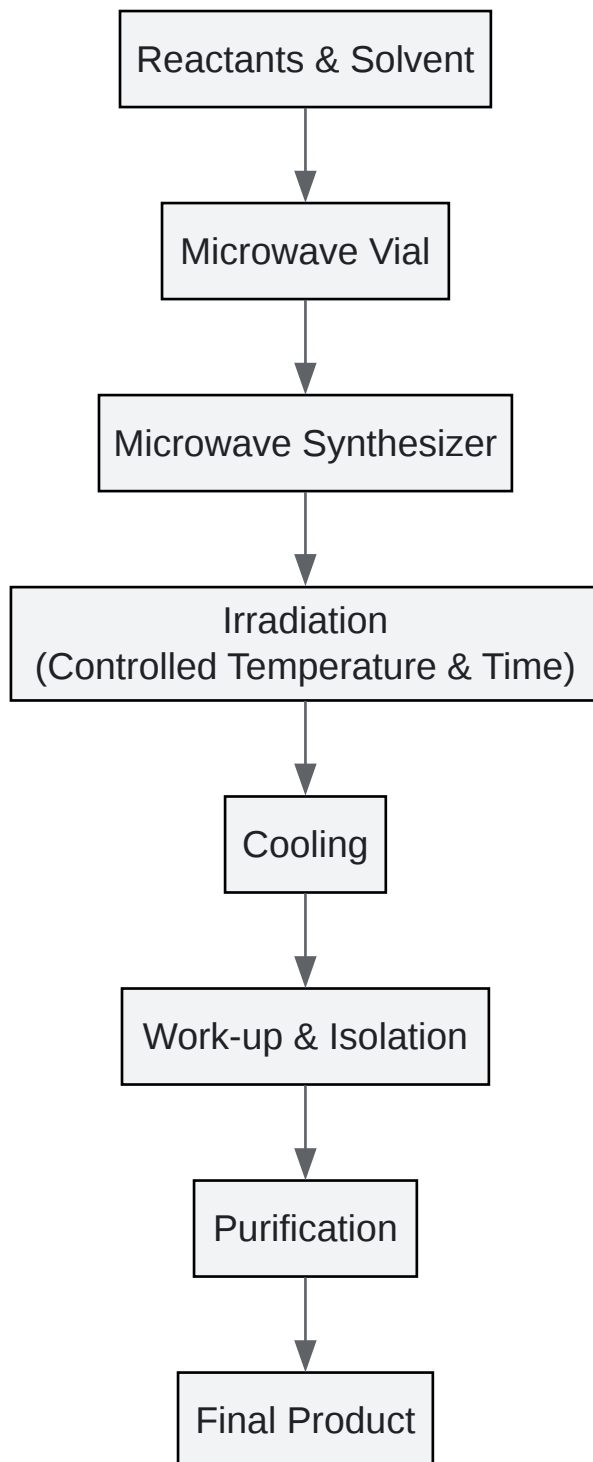 Reactants & Solvent
Microwave Vial
Microwave Synthesizer
Irradiation
(Controlled Temperature & Time)
Cooling
Work-up & Isolation
Purification
Final Product